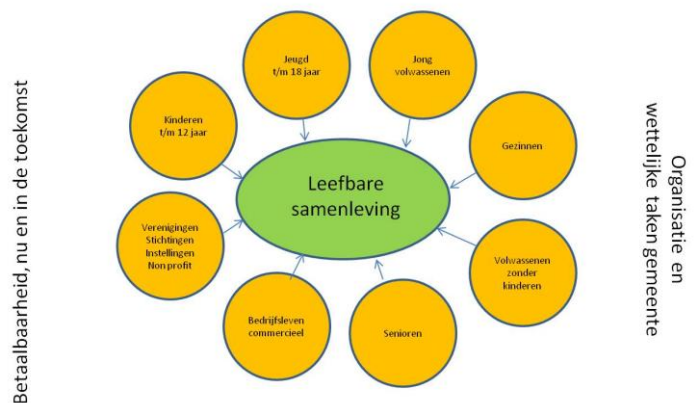 Betaalbaarheid, nu en in de toekomst
Jeugd
t/m 18 jaar
Jong
volwassenen
Kinderen
t/m 12 jaar
Gezinnen
Leefbare
samenleving
Verenigingen
Stichtingen
Instellingen
Non profit
Volwassenen
zonder
kinderen
Bedrijfsleven
commercieel
Senioren
Organisatie en
wettelijke taken gemeente